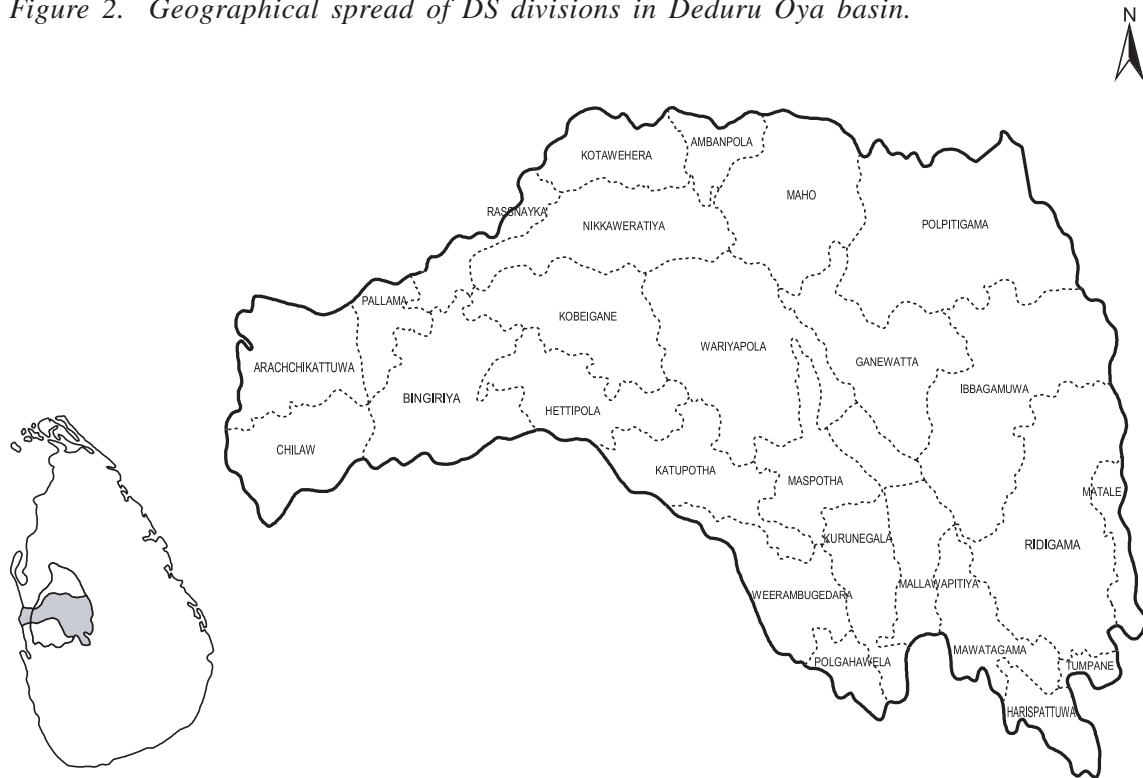 Figure 2. Geographical spread of DS divisions in Deduru Oya basin.
N
AMBANPOLA
KOTAWEHERA
MAHO
RASSNAYKA
NIKKAWERATIYA
POLPITIGAMA
PALLAMA
KOBEIGANE
WARIYAPOLA
GANEWATTA
ARACHCHIKATTUWA
IBBAGAMUWA
BINGIRIYA
HETTIPOLA
CHILAW
KATUPOTHA
MASPOTHA
MATALE
KURUNEGALA
RIDIGAMA
MALLAWAPITIYA
WEERAMBUGEDARA
MAWATAGAMA
POLGAHAWELA
TUMPANE
HARISPATTUWA